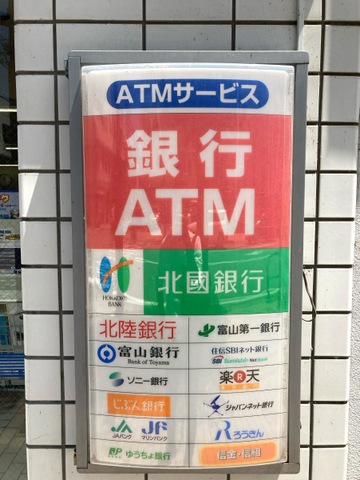 ATMサービス
銀行
ATM
HOKKOKU
BANK
北國銀行
北陸銀行
富山第一銀行
富山銀行
Bank of Toyama
住信SBIネット銀行
SBI
ソニー銀行
楽天
じぶん銀行
ジャパンネット銀行
JA JF
JAバンク マリンバンク
ろうきん
ゆうちょ銀行
信金・信組